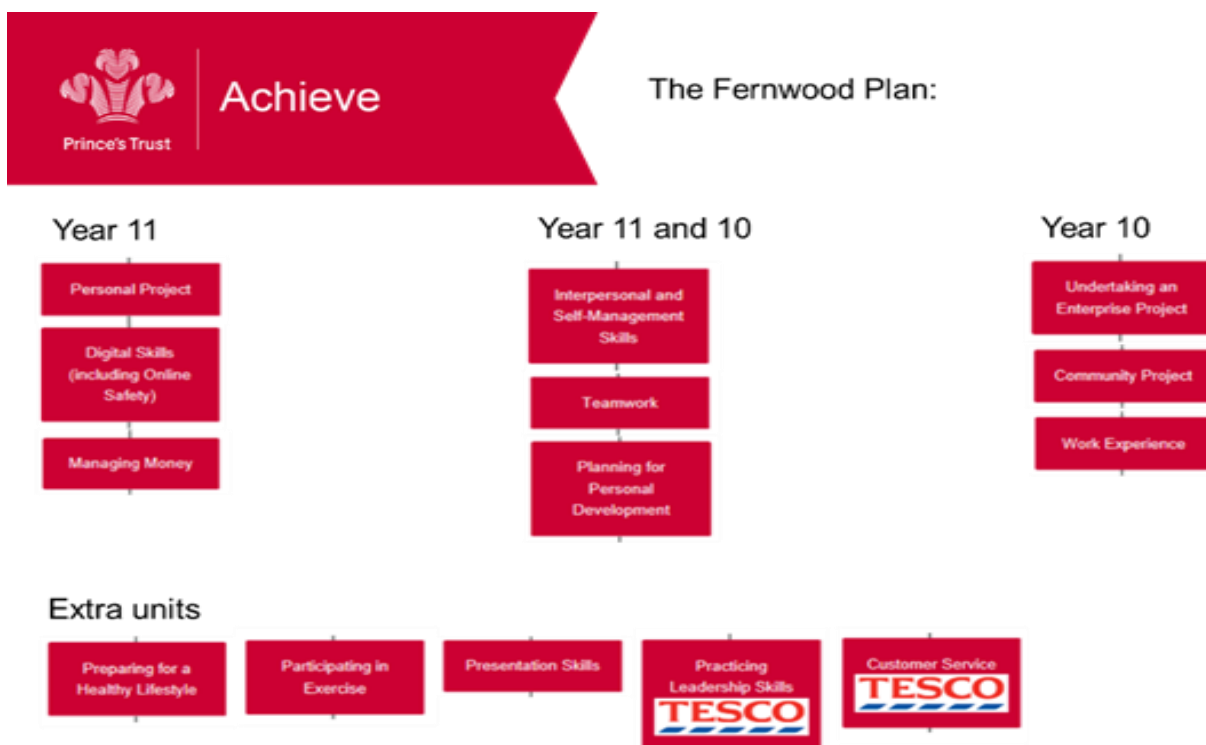 Prince's Trust
Achieve
The Fernwood Plan:
Year 11
Personal Project
Digital Skills
(including Online
Safety)
Managing Money
Year 11 and 10
Interpersonal and
Self-Management
Skills
Teamwork
Planning for
Personal
Development
Year 10
Undertaking an
Enterprise Project
Community Project
Work Experience
Extra units
Preparing for a
Healthy Lifestyle
Participating in
Exercise
Presentation Skills
Practicing
Leadership Skills
TESCO
Customer Service
TESCO